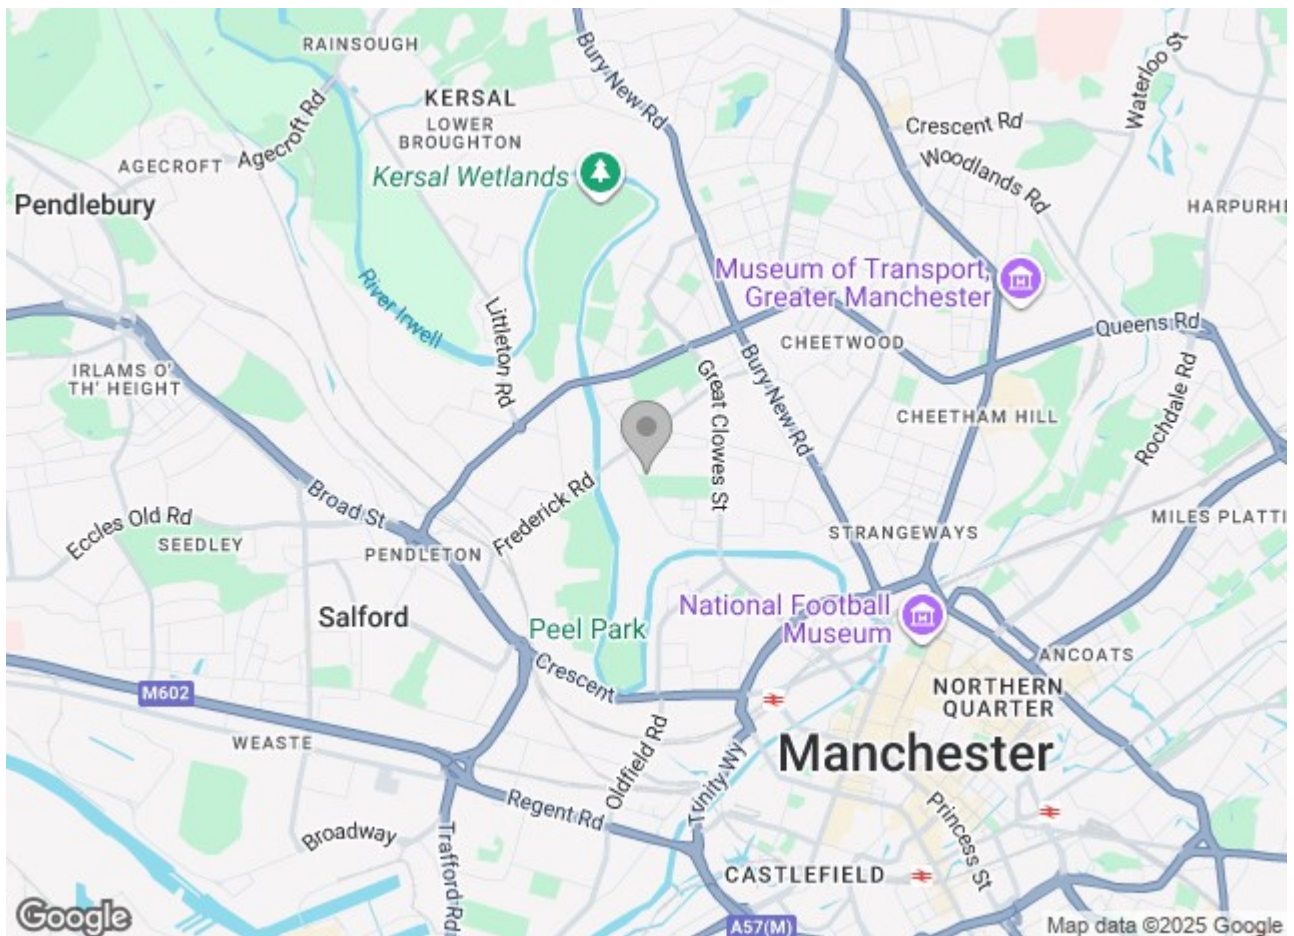 RAINSOUGH
Bury New Rd
KERSAL
LOWER
BROUGHTON
Agecroft Rd
AGECROFT
Kersal Wetlands
Pendlebury
Crescent Rd
Waterloo St
Woodlands Rd
HARPURHE
River Irwell
Museum of Transport,
Greater Manchester
Littleton Rd
Queens Rd
CHEETWOOD
IRLAMS O'
TH' HEIGHT
Great Clowes St
Bury New Rd
Rochdale Rd
CHEETHAM HILL
Broad St
Frederick Rd
Eccles Old Rd
SEEDLEY
PENDLETON
STRANGEWAYS
MILES PLATTI
Salford
Peel Park
National Football
Museum
Crescent
ANCOATS
M602
NORTHERN
QUARTER
WEASTE
Oldfield Rd
Trinity Wy
Manchester
Regent Rd
Princess St
Broadway
Trafford Rd
CASTLEFIELD
Google
A57(M)
Map data ©2025 Google